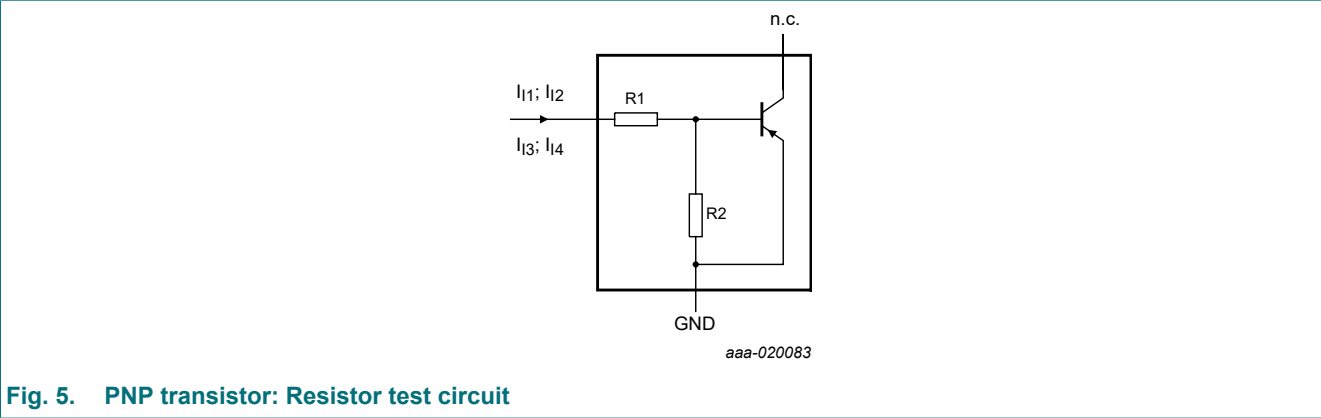 n.c.
I_I1; I_I2
R1
I_I3; I_I4
R2
GND
aaa-020083
Fig. 5. PNP transistor: Resistor test circuit